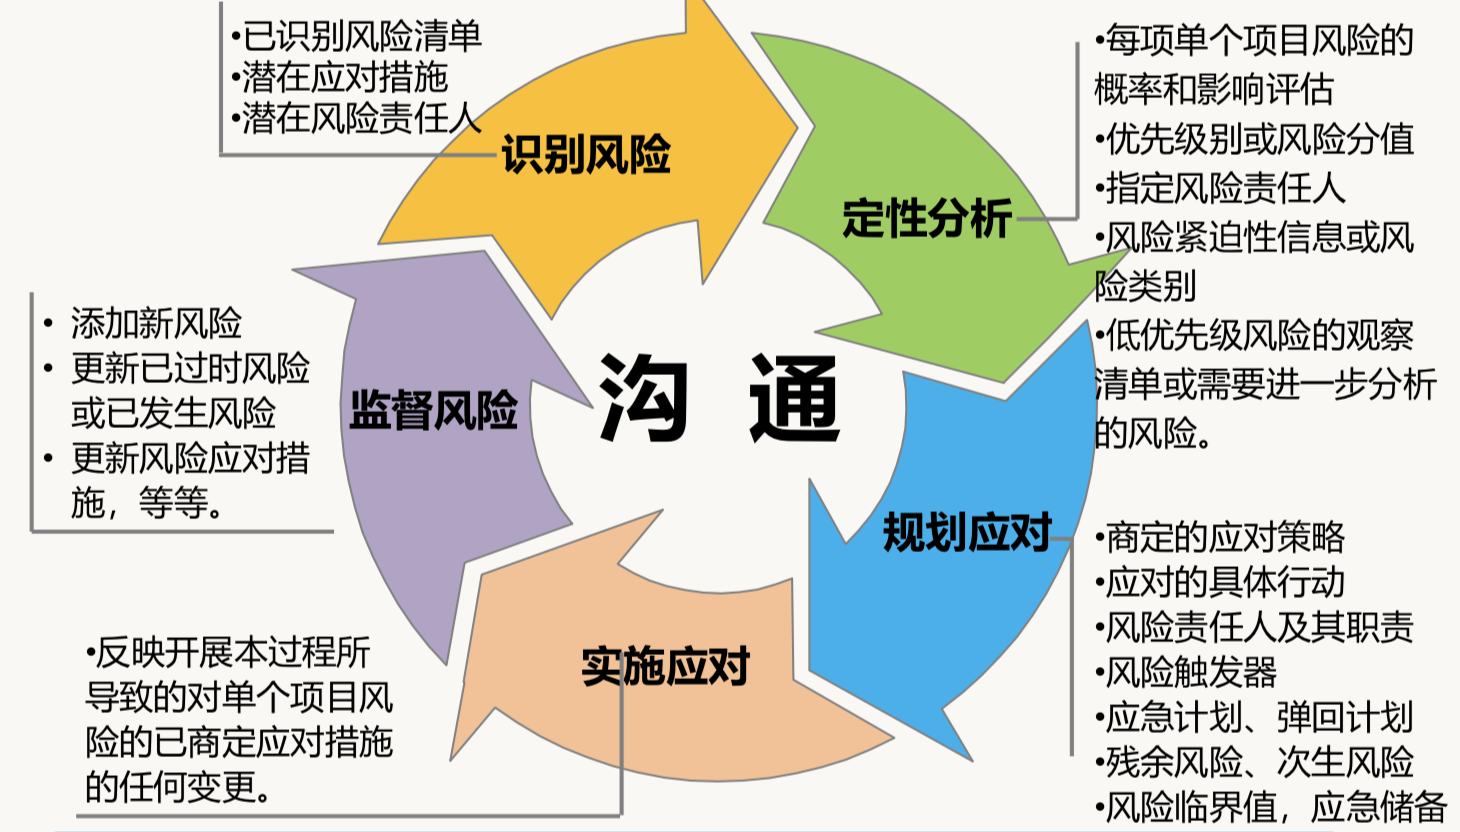 •已识别风险清单
•潜在应对措施
•潜在风险责任人
识别风险
定性分析
•每项单个项目风险的
概率和影响评估
•优先级别或风险分值
•指定风险责任人
•风险紧迫性信息或风
险类别
•低优先级风险的观察
清单或需要进一步分析
的风险。
• 添加新风险
• 更新已过时风险
或已发生风险
• 更新风险应对措
施，等等。
监督风险
沟 通
规划应对
•商定的应对策略
•应对的具体行动
•风险责任人及其职责
•风险触发器
•应急计划、弹回计划
•残余风险、次生风险
•风险临界值，应急储备
实施应对
•反映开展本过程所
导致的对单个项目风
险的已商定应对措施
的任何变更。